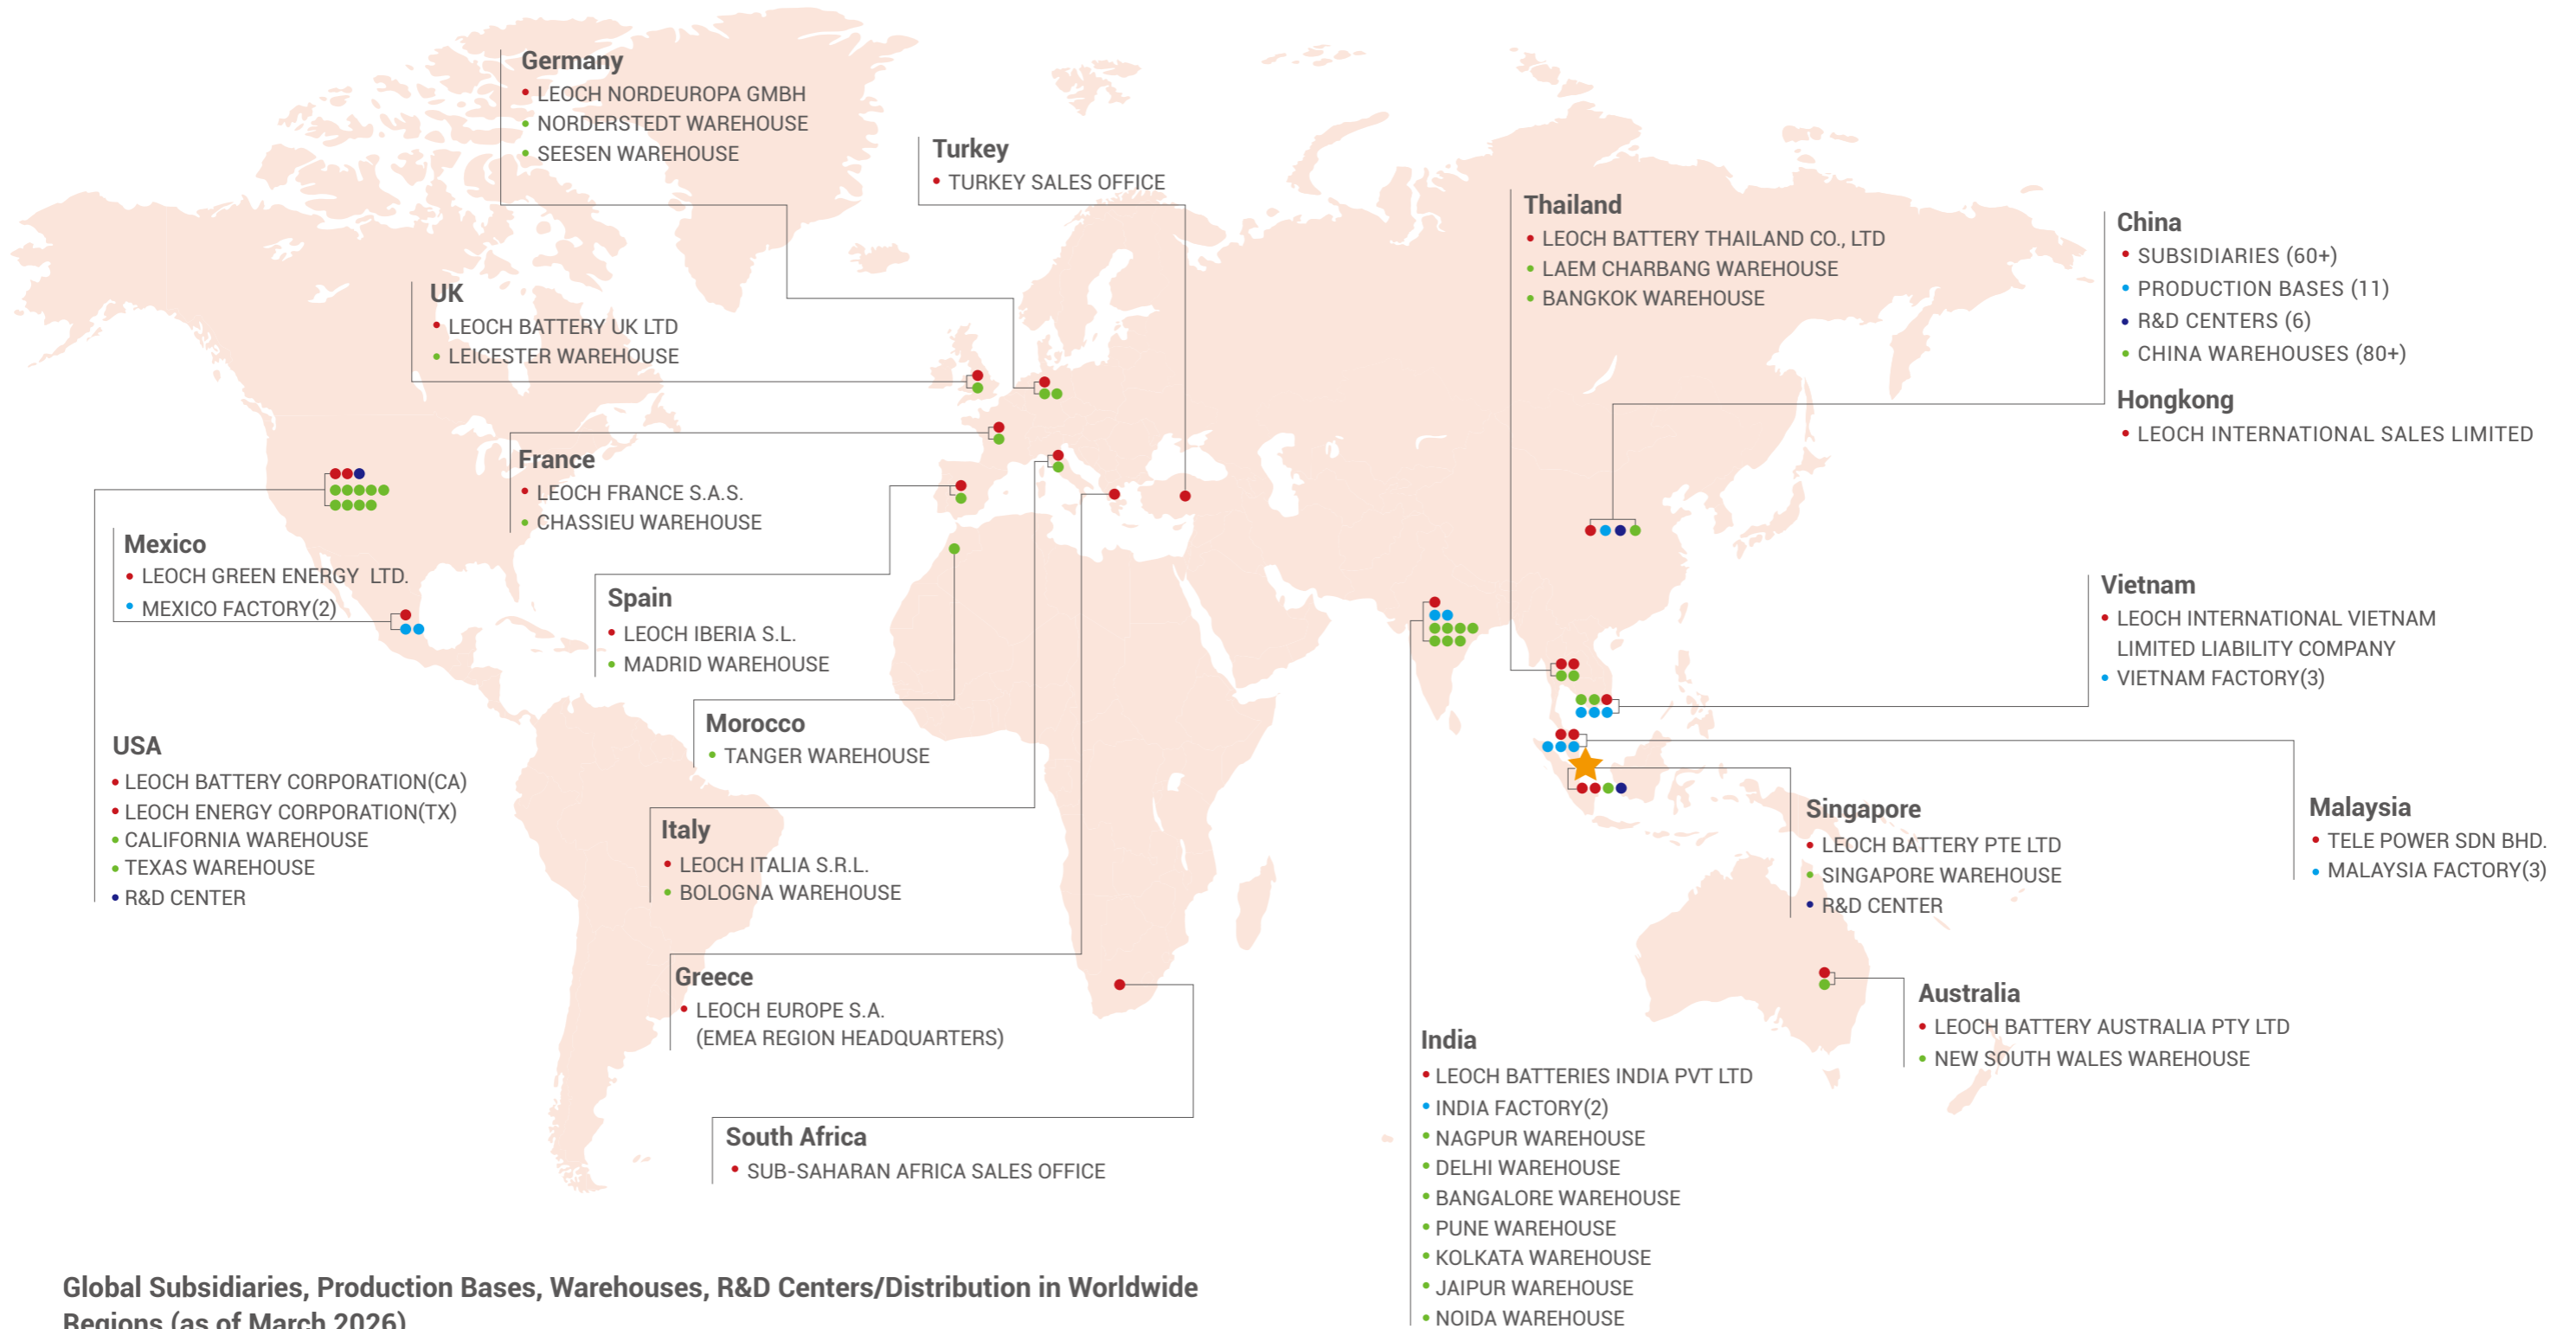 Germany
LEOCH NORDEUROPA GMBH
NORDERSTEDT WAREHOUSE
SEESEN WAREHOUSE
Turkey
TURKEY SALES OFFICE
Thailand
LEOCH BATTERY THAILAND CO., LTD
LAEM CHARBANG WAREHOUSE
BANGKOK WAREHOUSE
China
SUBSIDIARIES (60+)
PRODUCTION BASES (11)
R&D CENTERS (6)
CHINA WAREHOUSES (80+)
Hongkong
LEOCH INTERNATIONAL SALES LIMITED
UK
LEOCH BATTERY UK LTD
LEICESTER WAREHOUSE
France
LEOCH FRANCE S.A.S.
CHASSIEU WAREHOUSE
Mexico
LEOCH GREEN ENERGY LTD.
MEXICO FACTORY(2)
Spain
LEOCH IBERIA S.L.
MADRID WAREHOUSE
Vietnam
LEOCH INTERNATIONAL VIETNAM
LIMITED LIABILITY COMPANY
VIETNAM FACTORY(3)
Morocco
TANGER WAREHOUSE
USA
LEOCH BATTERY CORPORATION(CA)
LEOCH ENERGY CORPORATION(TX)
CALIFORNIA WAREHOUSE
TEXAS WAREHOUSE
R&D CENTER
Italy
LEOCH ITALIA S.R.L.
BOLOGNA WAREHOUSE
Singapore
LEOCH BATTERY PTE LTD
SINGAPORE WAREHOUSE
R&D CENTER
Malaysia
TELE POWER SDN BHD.
MALAYSIA FACTORY(3)
Greece
LEOCH EUROPE S.A.
(EMEA REGION HEADQUARTERS)
Australia
LEOCH BATTERY AUSTRALIA PTY LTD
NEW SOUTH WALES WAREHOUSE
India
LEOCH BATTERIES INDIA PVT LTD
INDIA FACTORY(2)
NAGPUR WAREHOUSE
DELHI WAREHOUSE
BANGALORE WAREHOUSE
PUNE WAREHOUSE
KOLKATA WAREHOUSE
JAIPUR WAREHOUSE
NOIDA WAREHOUSE
South Africa
SUB-SAHARAN AFRICA SALES OFFICE
Global Subsidiaries, Production Bases, Warehouses, R&D Centers/Distribution in Worldwide
Regions (as of March 2026)